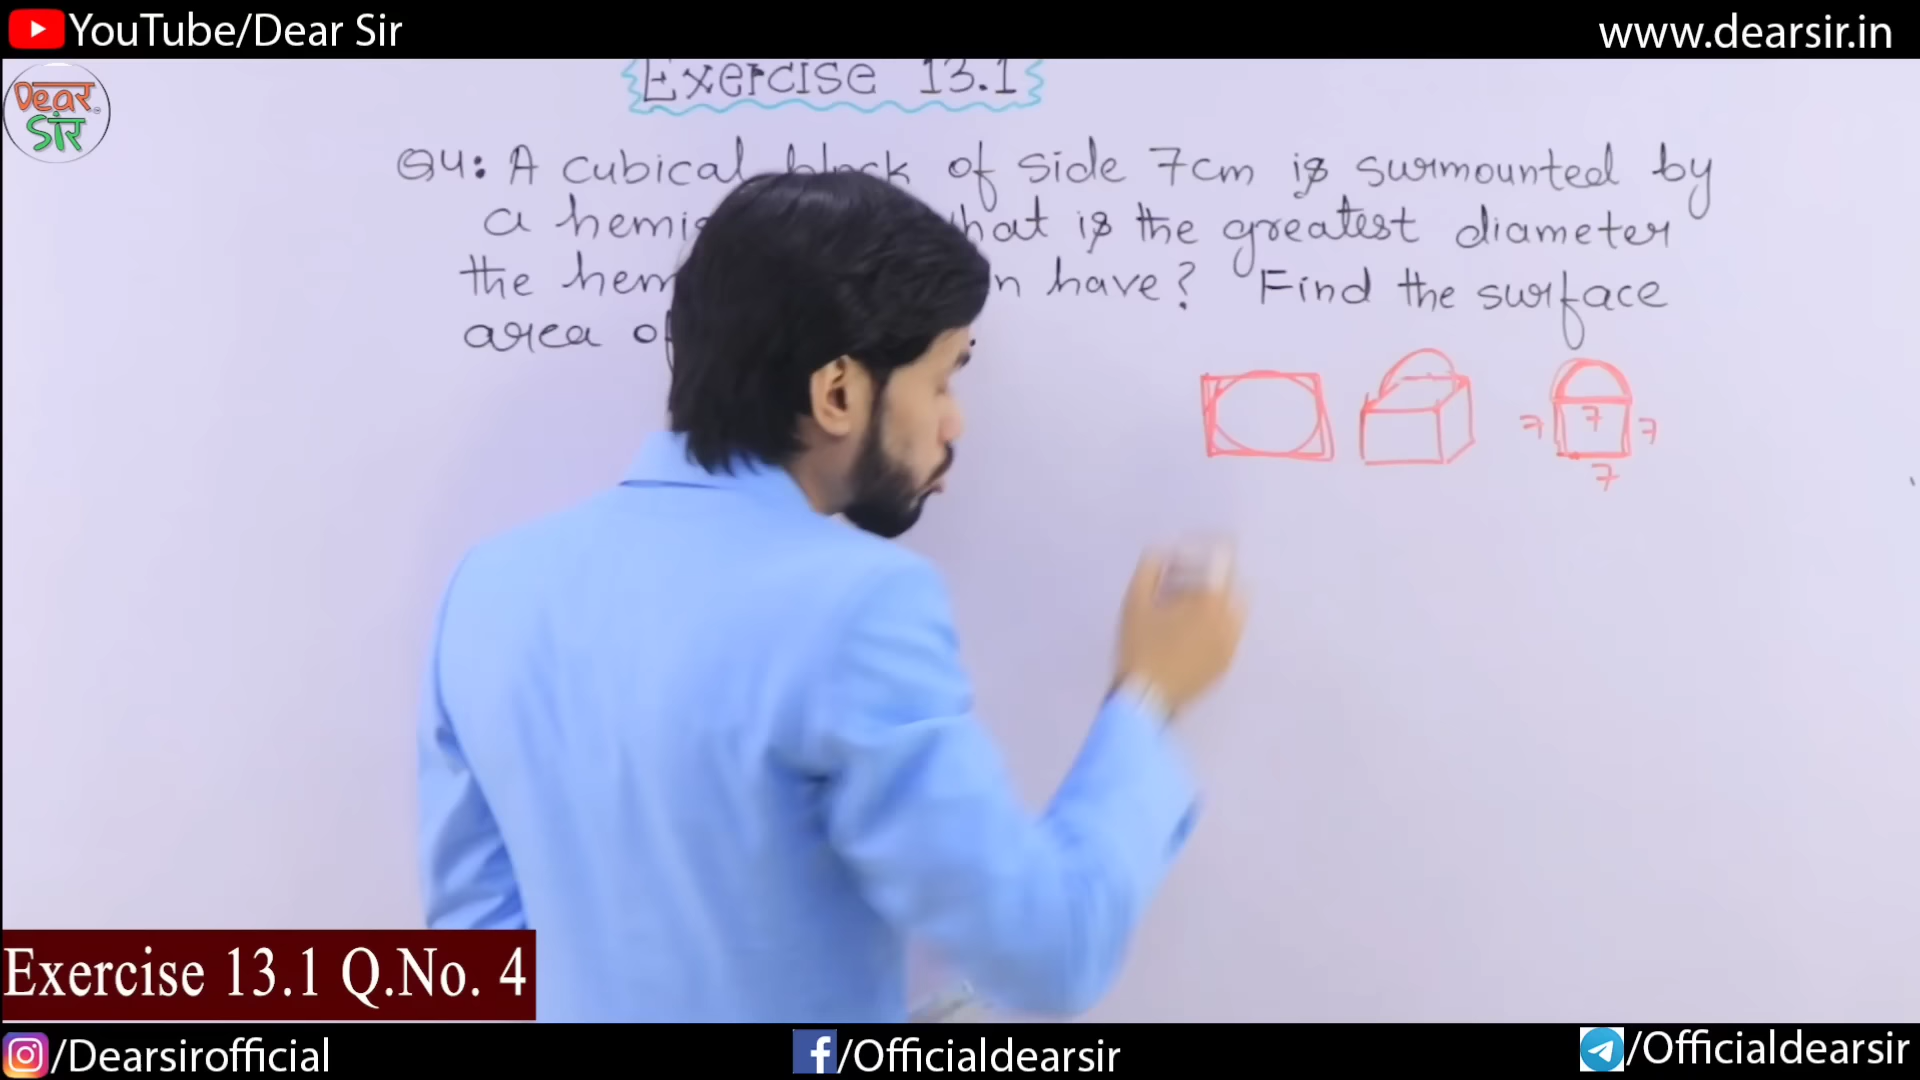 YouTube/Dear Sir
www.dearsir.in
Dear
Sir
Exercise 13.1
Q4: A cubical block of side 7cm is surmounted by
a hemi hat is the greatest diameter
the hem n have? Find the surface
area of
7 7 7
7
Exercise 13.1 Q.No. 4
/Dearsirofficial
/Officialdearsir
/Officialdearsir